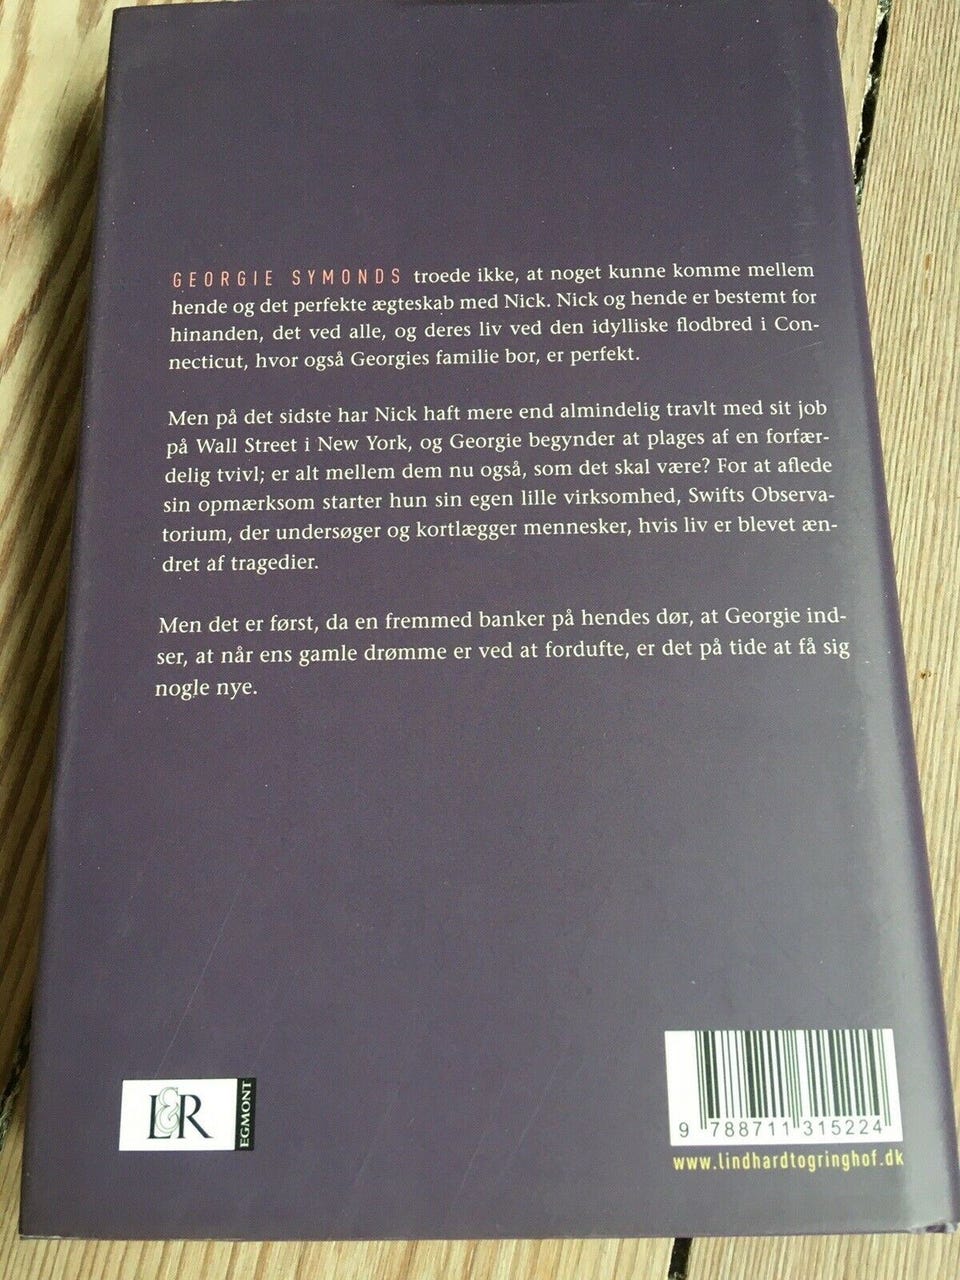 GEORGIE SYMONDS troede ikke, at noget kunne komme mellem
hende og det perfekte ægteskab med Nick. Nick og hende er bestemt for
hinanden, det ved alle, og deres liv ved den idylliske flodbred i Con-
necticut, hvor også Georgies familie bor, er perfekt.
Men på det sidste har Nick haft mere end almindelig travlt med sit job
på Wall Street i New York, og Georgie begynder at plages af en forfær-
delig tvivl; er alt mellem dem nu også, som det skal være? For at aflede
sin opmærksom starter hun sin egen lille virksomhed, Swifts Observa-
torium, der undersøger og kortlægger mennesker, hvis liv er blevet æn-
dret af tragedier.
Men det er først, da en fremmed banker på hendes dør, at Georgie ind-
ser, at når ens gamle drømme er ved at fordufte, er det på tide at få sig
nogle nye.
L&R
EGMONT
9 788711 315224
www.lindhardtogringhof.dk